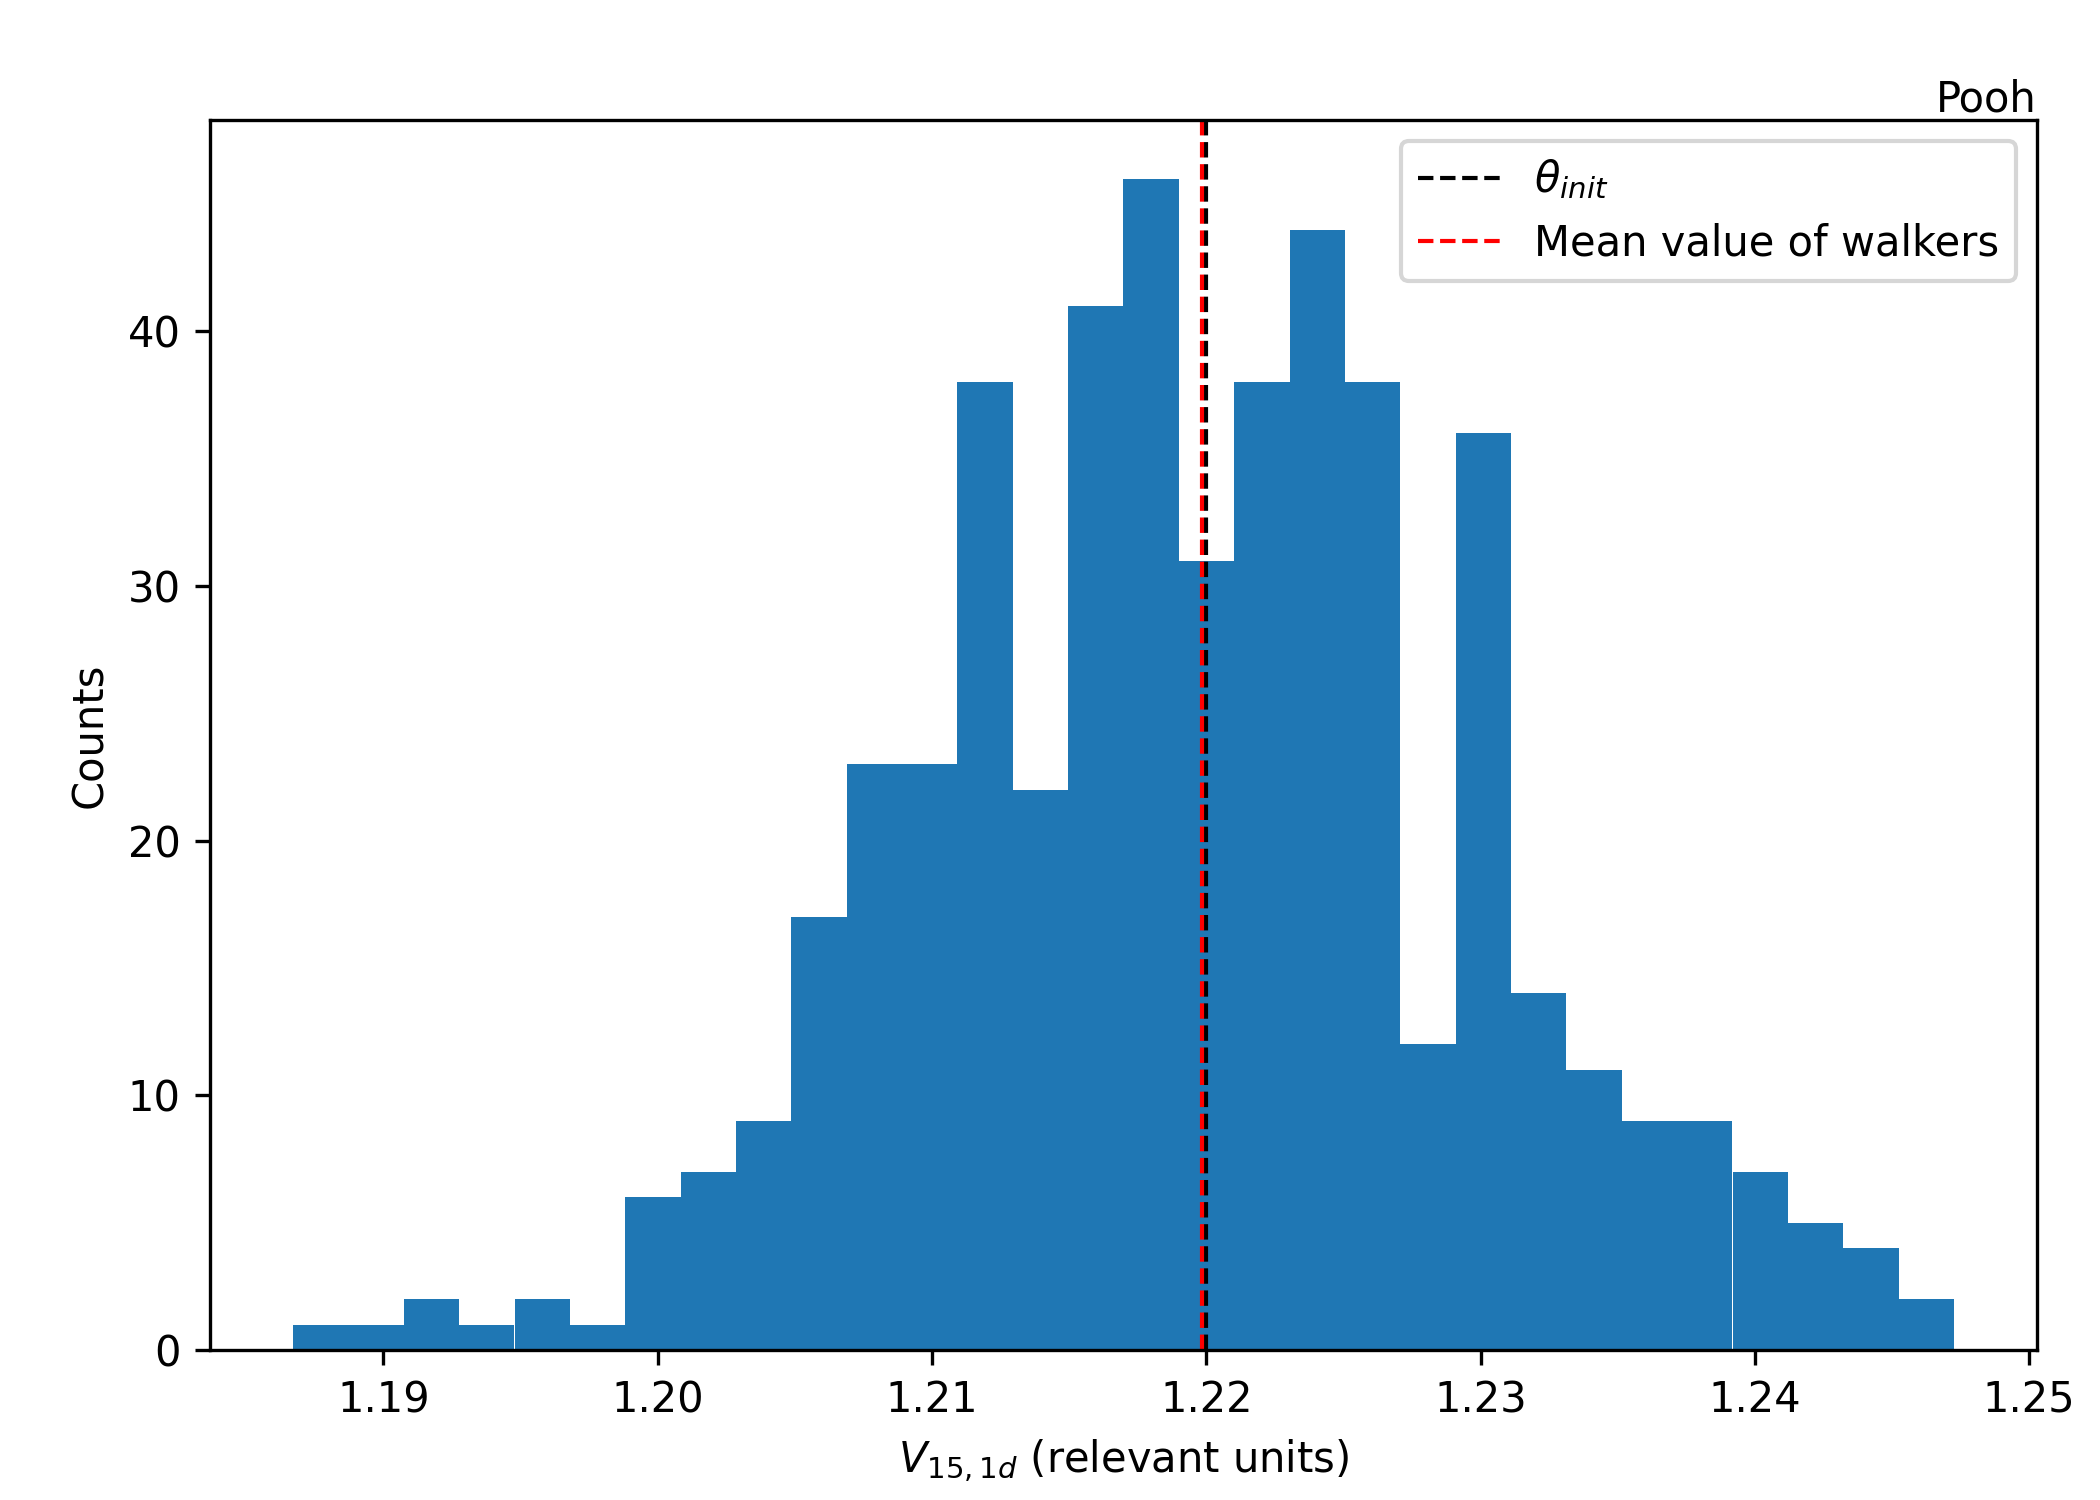 Pooh
θinit
Mean value of walkers
40
30
20
10
0
Counts
1.19 1.20 1.21 1.22 1.23 1.24 1.25
V15, 1d (relevant units)